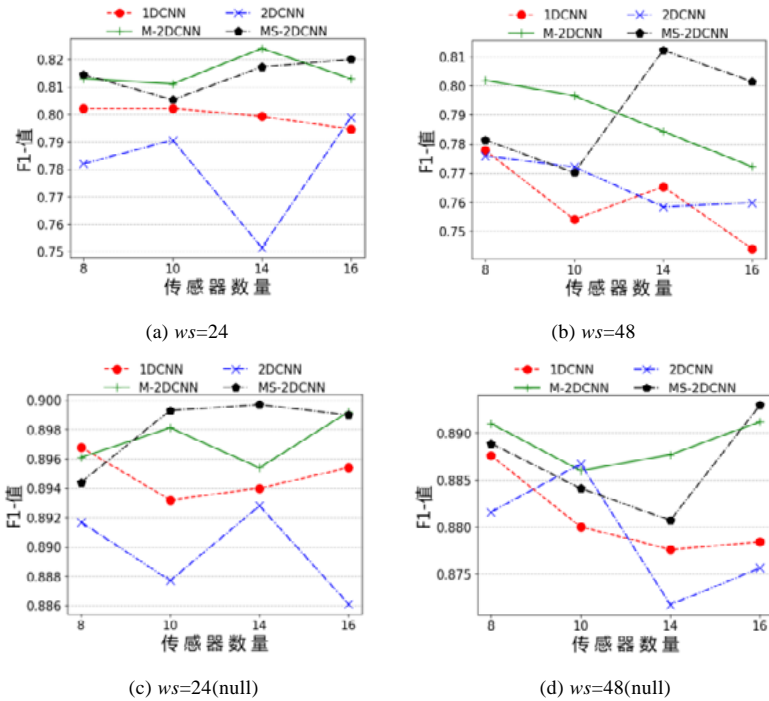 1DCNN 2DCNN
M-2DCNN MS-2DCNN
F1-值
0.82
0.81
0.80
0.79
0.78
0.77
0.76
0.75
8 10 14 16
传感器数量
(a) ws=24
1DCNN 2DCNN
M-2DCNN MS-2DCNN
F1-值
0.81
0.80
0.79
0.78
0.77
0.76
0.75
8 10 14 16
传感器数量
(b) ws=48
1DCNN 2DCNN
M-2DCNN MS-2DCNN
F1-值
0.900
0.898
0.896
0.894
0.892
0.890
0.888
0.886
8 10 14 16
传感器数量
(c) ws=24(null)
1DCNN 2DCNN
M-2DCNN MS-2DCNN
F1-值
0.890
0.885
0.880
0.875
8 10 14 16
传感器数量
(d) ws=48(null)